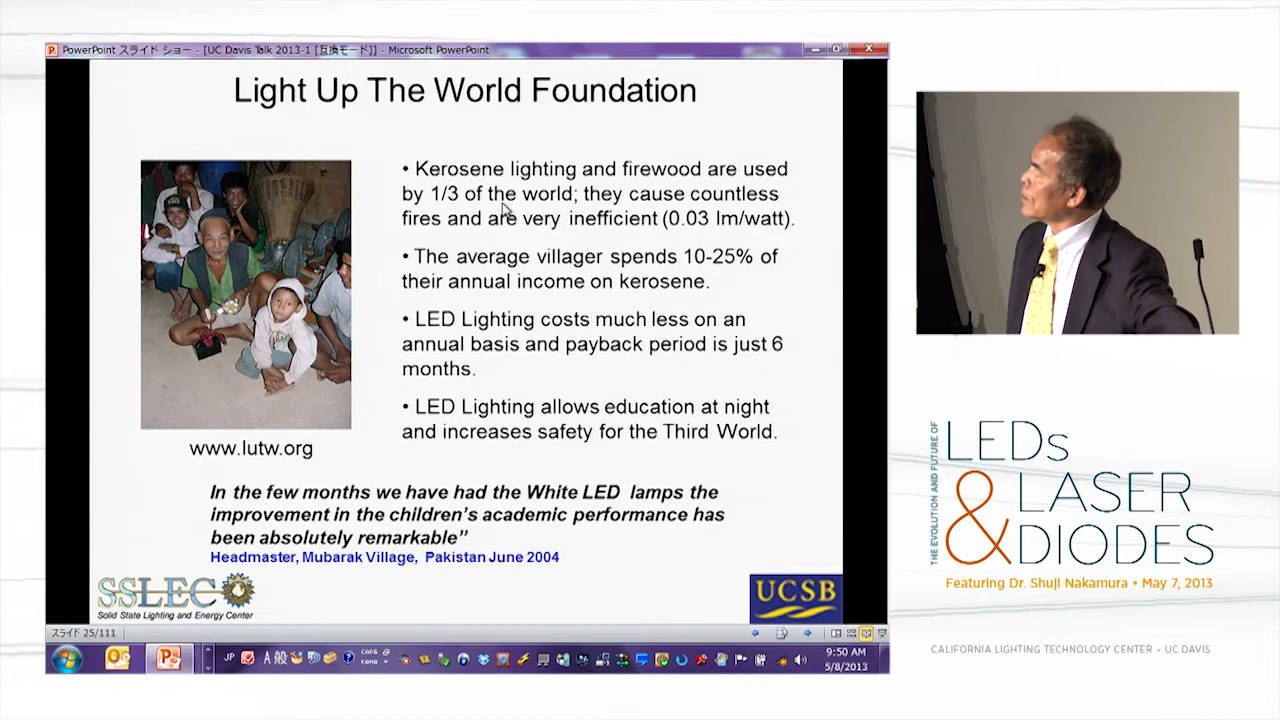 PowerPoint スライド ショー - [UC Davis Talk 2013-1 [互換モード]] - Microsoft PowerPoint
Light Up The World Foundation
• Kerosene lighting and firewood are used
by 1/3 of the world; they cause countless
fires and are very inefficient (0.03 lm/watt).
• The average villager spends 10-25% of
their annual income on kerosene.
• LED Lighting costs much less on an
annual basis and payback period is just 6
months.
• LED Lighting allows education at night
and increases safety for the Third World.
www.lutw.org
In the few months we have had the White LED lamps the
improvement in the children's academic performance has
been absolutely remarkable”
Headmaster, Mubarak Village, Pakistan June 2004
SSLEC
Solid State Lighting and Energy Center
UCSB
スライド 25/111
JP
A 般
CAPS
KANA
9:50 AM
5/8/2013
THE EVOLUTION AND FUTURE OF
LEDs
& LASER
DIODES
Featuring Dr. Shuji Nakamura • May 7, 2013
CALIFORNIA LIGHTING TECHNOLOGY CENTER • UC DAVIS